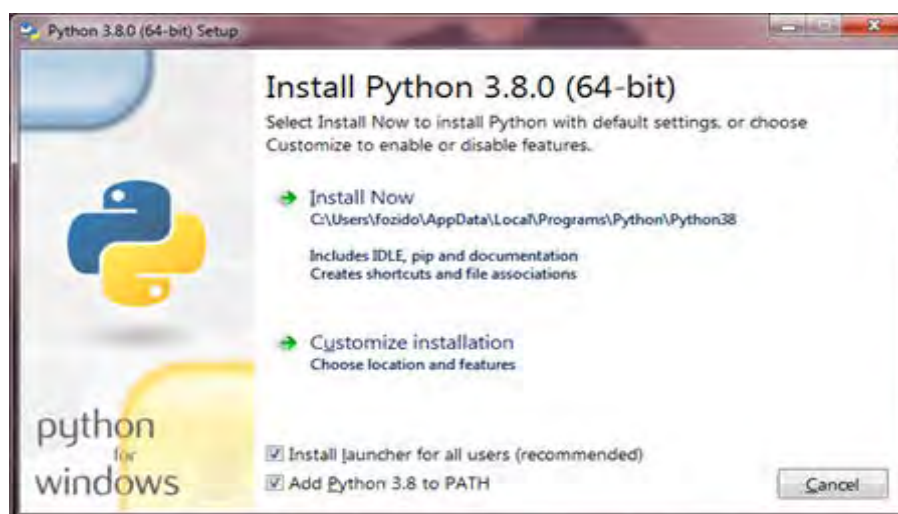 Python 3.8.0 (64-bit) Setup
Install Python 3.8.0 (64-bit)
Select Install Now to install Python with default settings, or choose
Customize to enable or disable features.
Install Now
C:\Users\fozido\AppData\Local\Programs\Python\Python38
Includes IDLE, pip and documentation
Creates shortcuts and file associations
Customize installation
Choose location and features
python
for
windows
Install launcher for all users (recommended)
Add Python 3.8 to PATH
Cancel